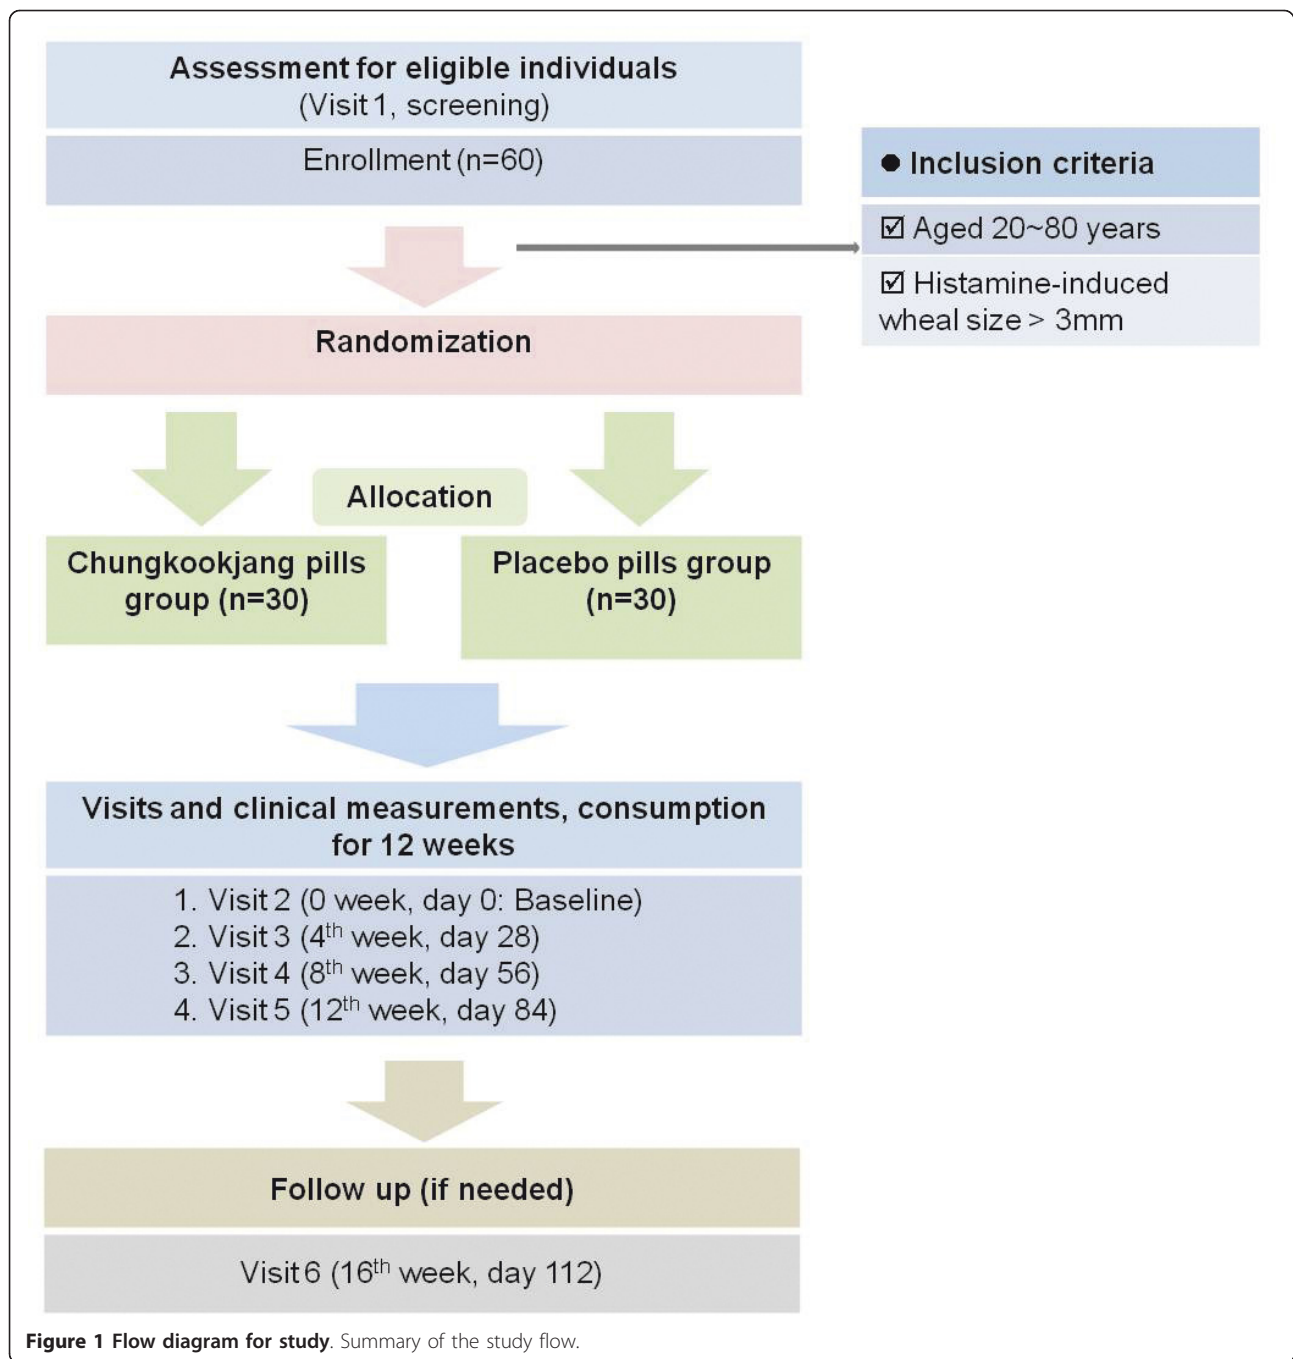 Assessment for eligible individuals
(Visit 1, screening)
Enrollment (n=60)
● Inclusion criteria
☑ Aged 20~80 years
☑ Histamine-induced
wheal size > 3mm
Randomization
Allocation
Chungkookjang pills
group (n=30)
Placebo pills group
(n=30)
Visits and clinical measurements, consumption
for 12 weeks
1. Visit 2 (0 week, day 0: Baseline)
2. Visit 3 (4th week, day 28)
3. Visit 4 (8th week, day 56)
4. Visit 5 (12th week, day 84)
Follow up (if needed)
Visit 6 (16th week, day 112)
Figure 1 Flow diagram for study. Summary of the study flow.